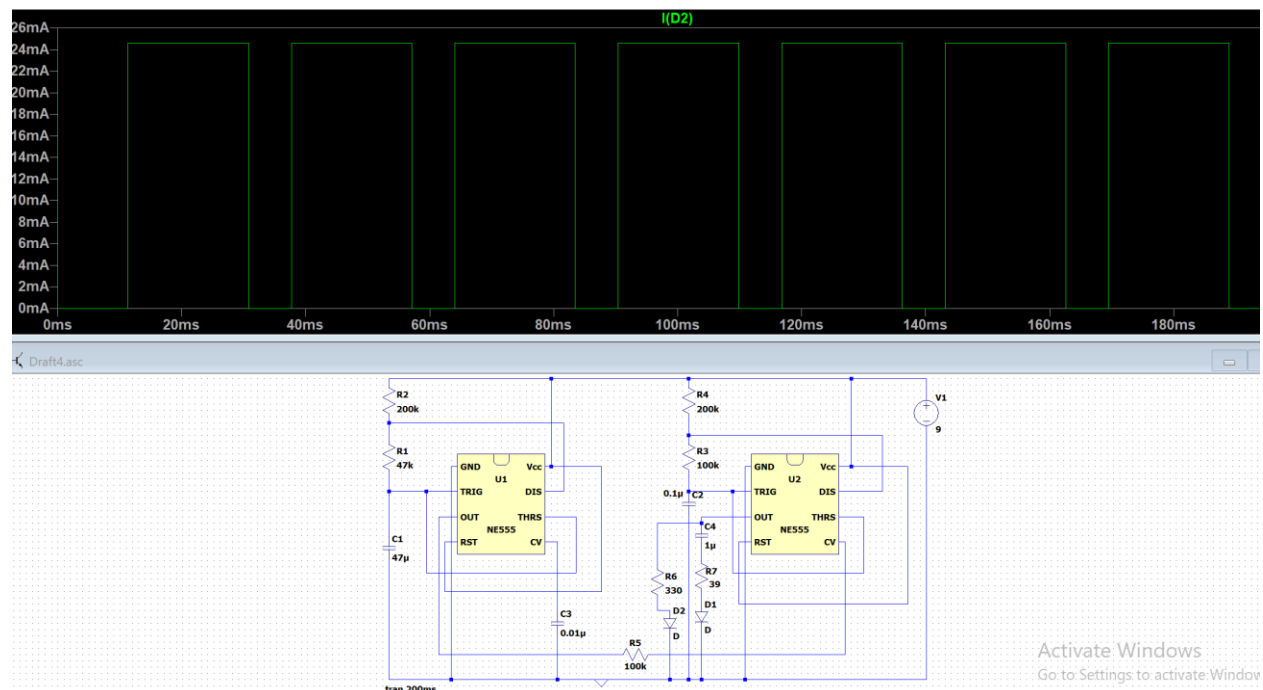 I(D2)
26mA
24mA
22mA
20mA
18mA
16mA
14mA
12mA
10mA
8mA
6mA
4mA
2mA
0mA
0ms 20ms 40ms 60ms 80ms 100ms 120ms 140ms 160ms 180ms
Draft4.asc
R2
200k
R1
47k
C1
47µ
GND Vcc
U1
TRIG DIS
OUT THRS
NE555
RST CV
C3
0.01µ
R4
200k
R3
100k
0.1µ C2
C4
1µ
R6
330
R7
39
D2
D
D1
D
R5
100k
GND Vcc
U2
TRIG DIS
OUT THRS
NE555
RST CV
V1
9
tran 200ms
Activate Windows
Go to Settings to activate Window